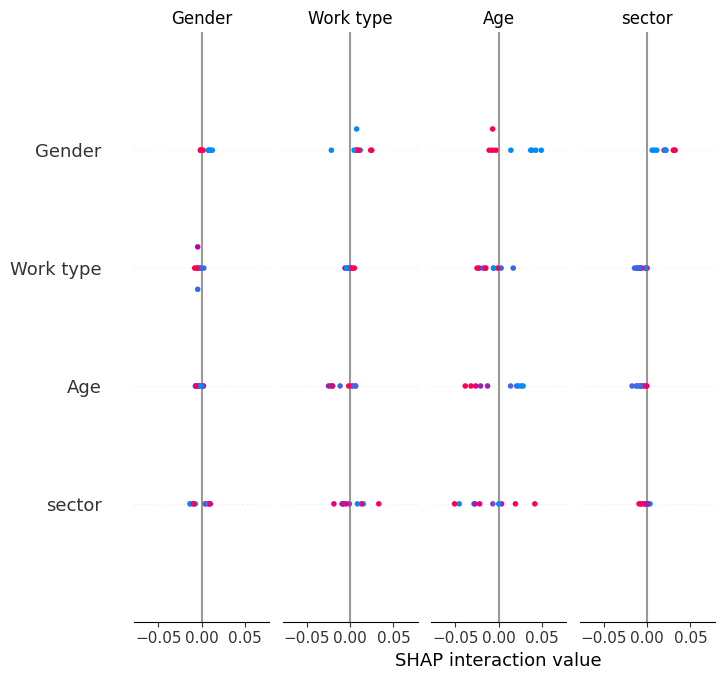 Gender Work type Age sector
Gender
Work type
Age
sector
−0.05 0.00 0.05 −0.05 0.00 0.05 −0.05 0.00 0.05 −0.05 0.00 0.05
SHAP interaction value